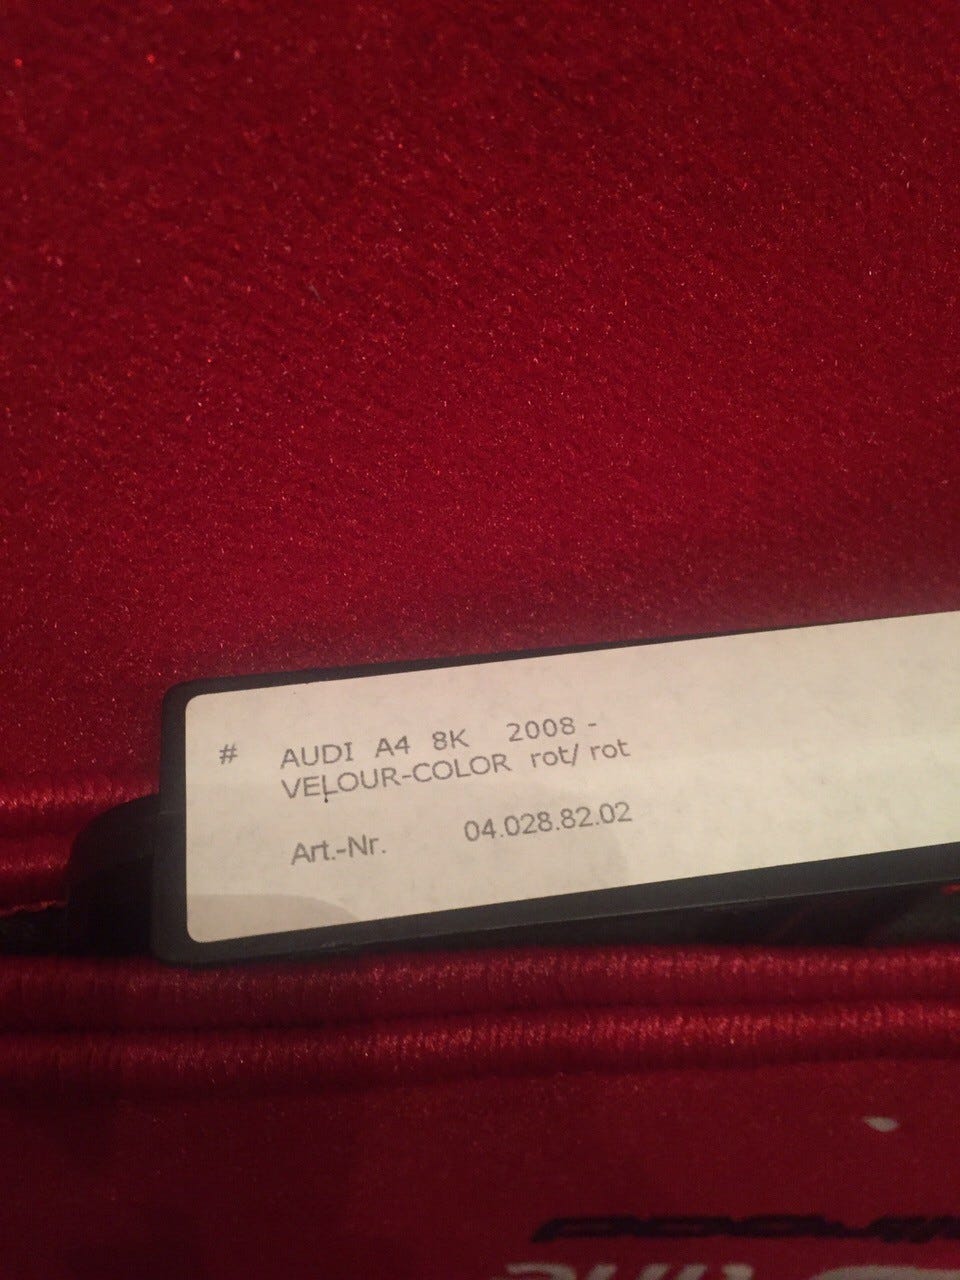 # AUDI A4 8K 2008 -
VELOUR-COLOR rot/ rot
Art.-Nr. 04.028.82.02